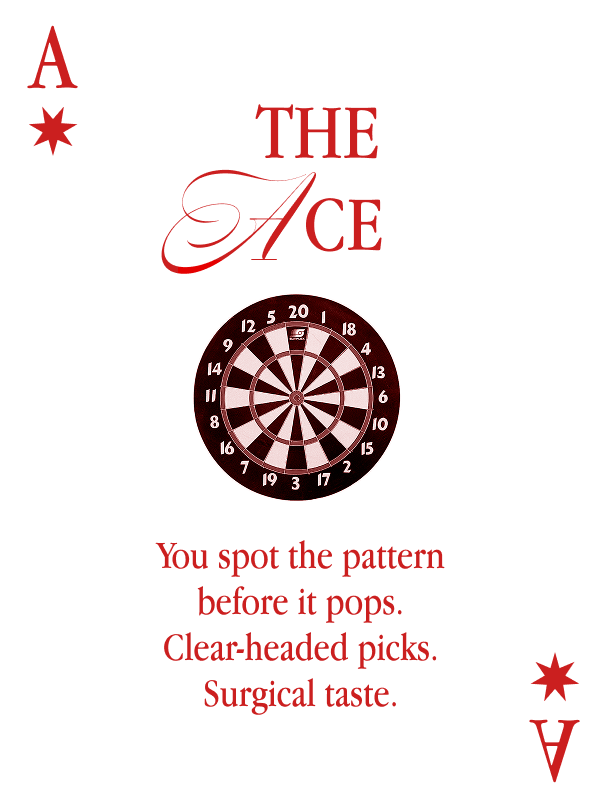 A
THE
ACE
20
1
18
4
13
6
10
15
2
17
3
19
7
16
8
11
14
9
12
5
You spot the pattern
before it pops.
Clear-headed picks.
Surgical taste.
A